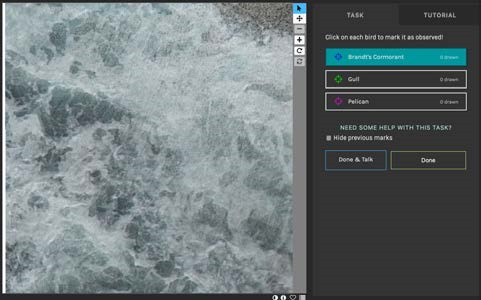 TASK
TUTORIAL
Click on each bird to mark it as observed!
Brandt's Cormorant
0 drawn
Gull
0 drawn
Pelican
0 drawn
NEED SOME HELP WITH THIS TASK?
Hide previous marks
Done & Talk
Done